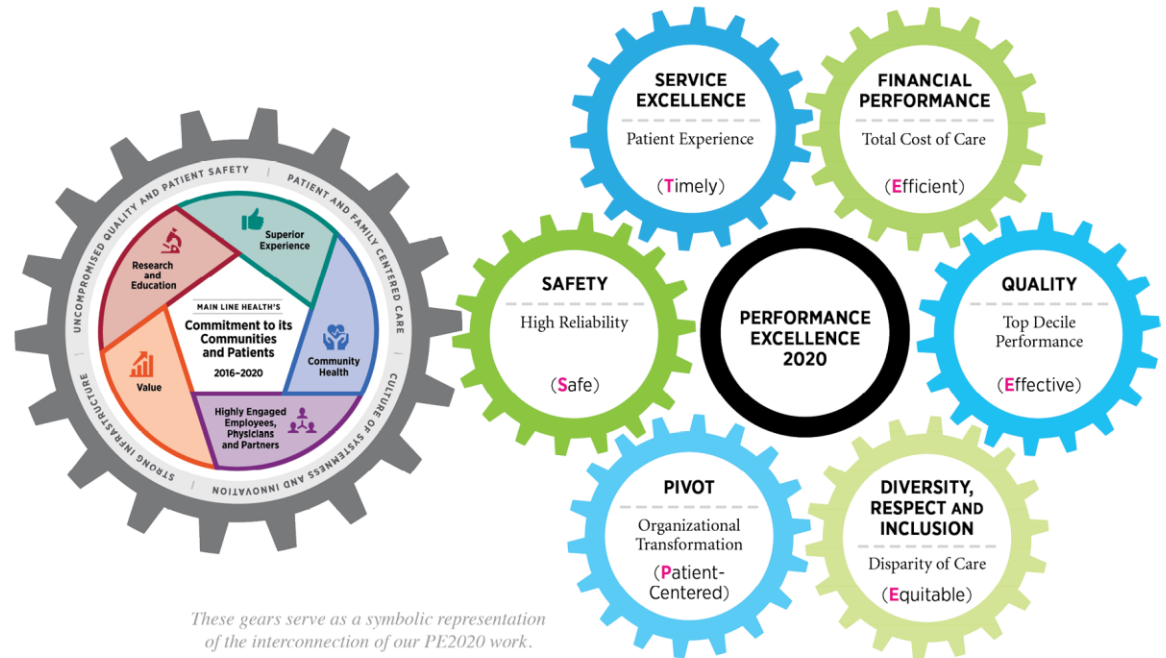 UNCOMPROMISED QUALITY AND PATIENT SAFETY
PATIENT AND FAMILY CENTERED CARE
CULTURE OF SYSTEMNESS AND INNOVATION
STRONG INFRASTRUCTURE
Superior
Experience
Research
and
Education
MAIN LINE HEALTH'S
Commitment to its
Communities
and Patients
2016–2020
Community
Health
Value
Highly Engaged
Employees,
Physicians
and Partners
SERVICE
EXCELLENCE
Patient Experience
(Timely)
FINANCIAL
PERFORMANCE
Total Cost of Care
(Efficient)
SAFETY
High Reliability
(Safe)
PERFORMANCE
EXCELLENCE
2020
QUALITY
Top Decile
Performance
(Effective)
PIVOT
Organizational
Transformation
(Patient-
Centered)
DIVERSITY,
RESPECT AND
INCLUSION
Disparity of Care
(Equitable)
These gears serve as a symbolic representation
of the interconnection of our PE2020 work.